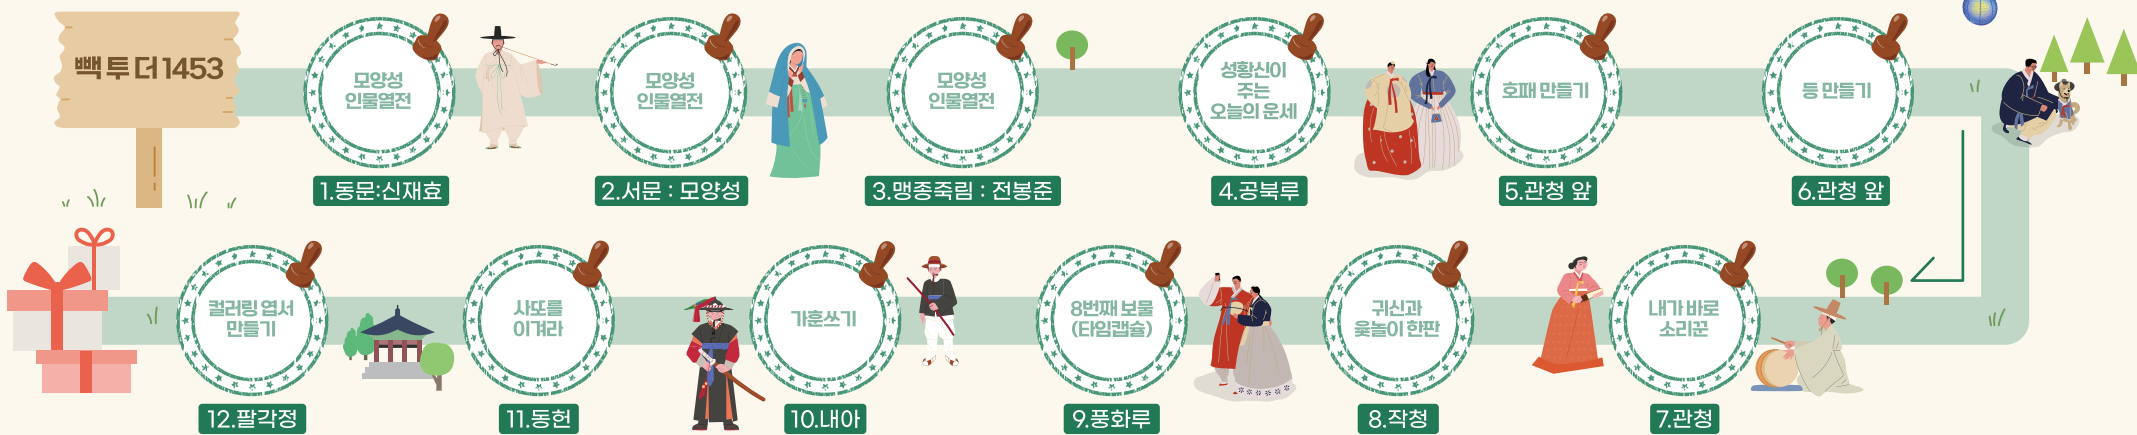 빽 투 더 1453
모양성
인물열전
1.동문:신재효
모양성
인물열전
2.서문 : 모양성
모양성
인물열전
3.맹종죽림 : 전봉준
성황신이
주는
오늘의 운세
4.공북루
호패 만들기
5.관청 앞
등 만들기
6.관청 앞
내가 바로
소리꾼
7.관청
귀신과
윷놀이 한판
8.작청
8번째 보물
(타임캡슐)
9.풍화루
가훈쓰기
10.내아
사또를
이겨라
11.동헌
컬러링 엽서
만들기
12.팔각정